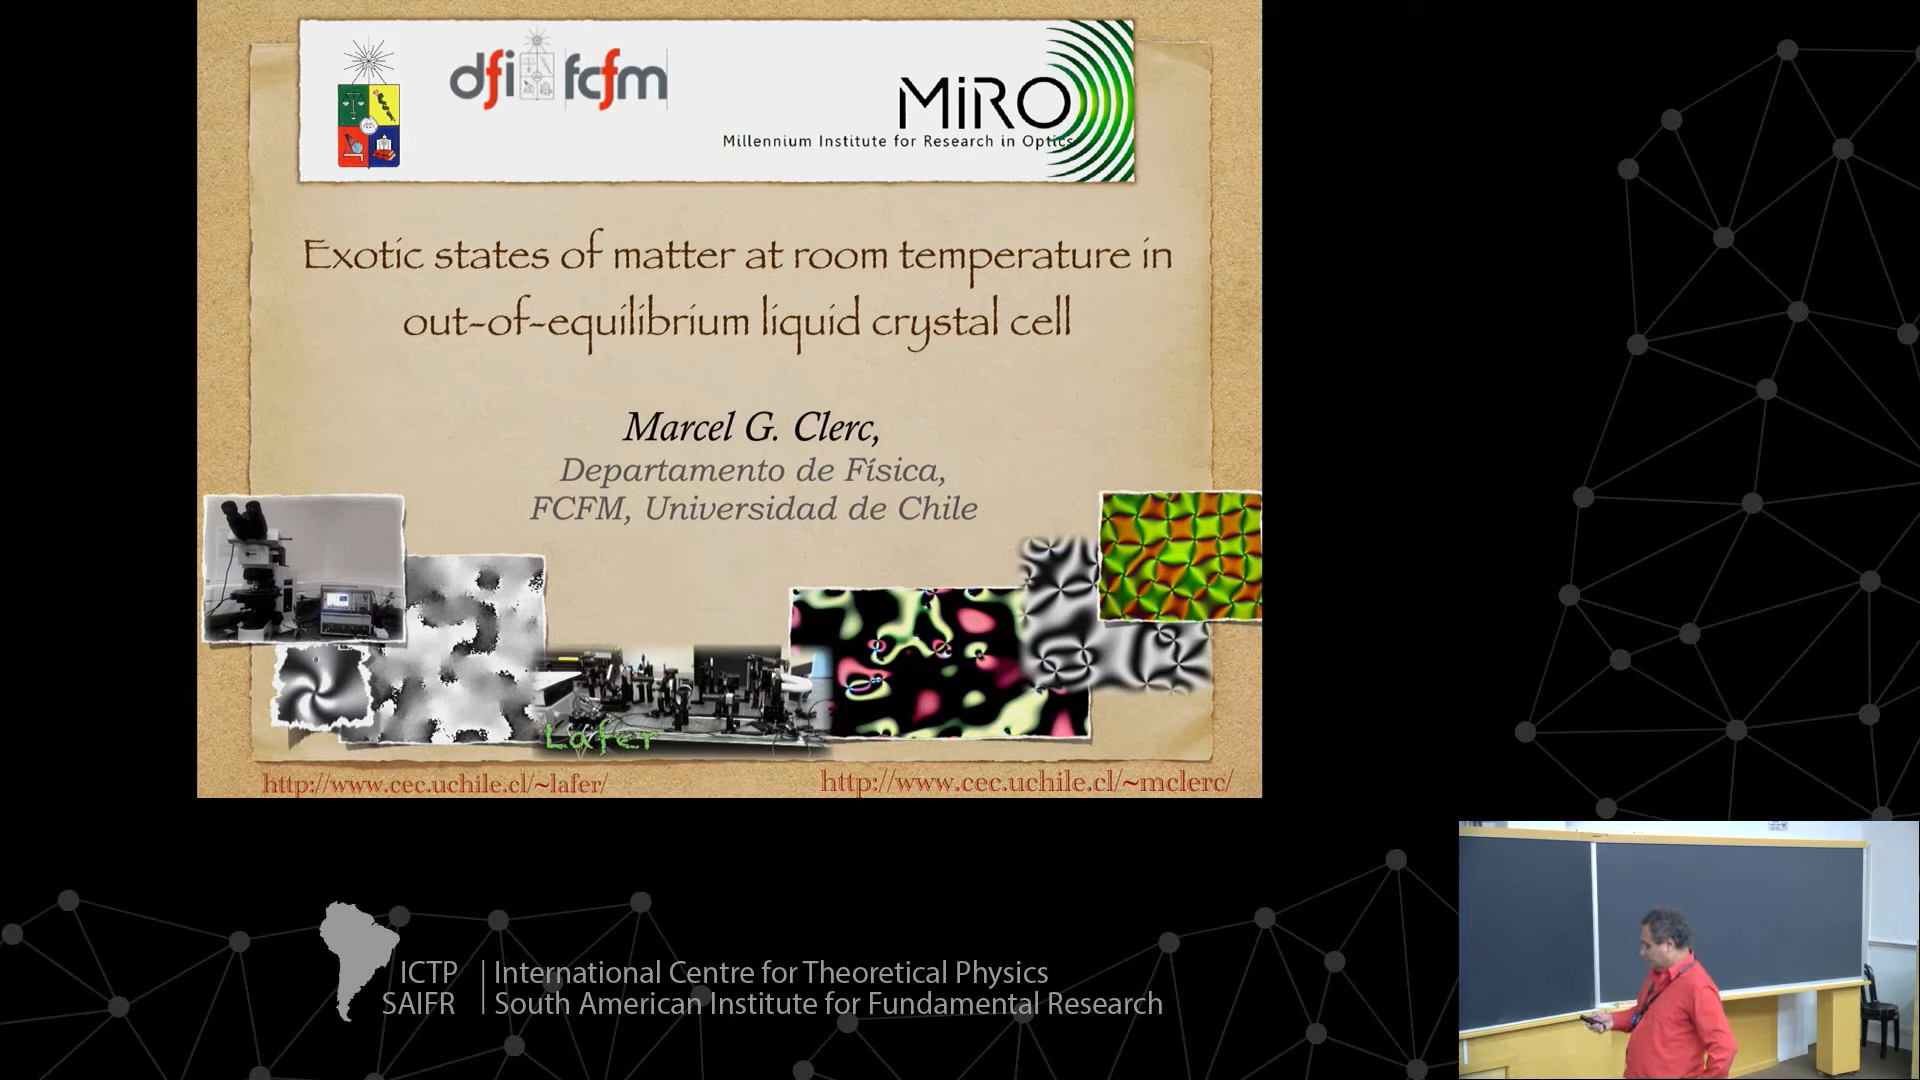 dfi fcfm
MiRO
Millennium Institute for Research in Optics
Exotic states of matter at room temperature in
out-of-equilibrium liquid crystal cell
Marcel G. Clerc,
Departamento de Física,
FCFM, Universidad de Chile
Lafer
http://www.cec.uchile.cl/~lafer/
http://www.cec.uchile.cl/~mclerc/
ICTP | International Centre for Theoretical Physics
SAIFR | South American Institute for Fundamental Research